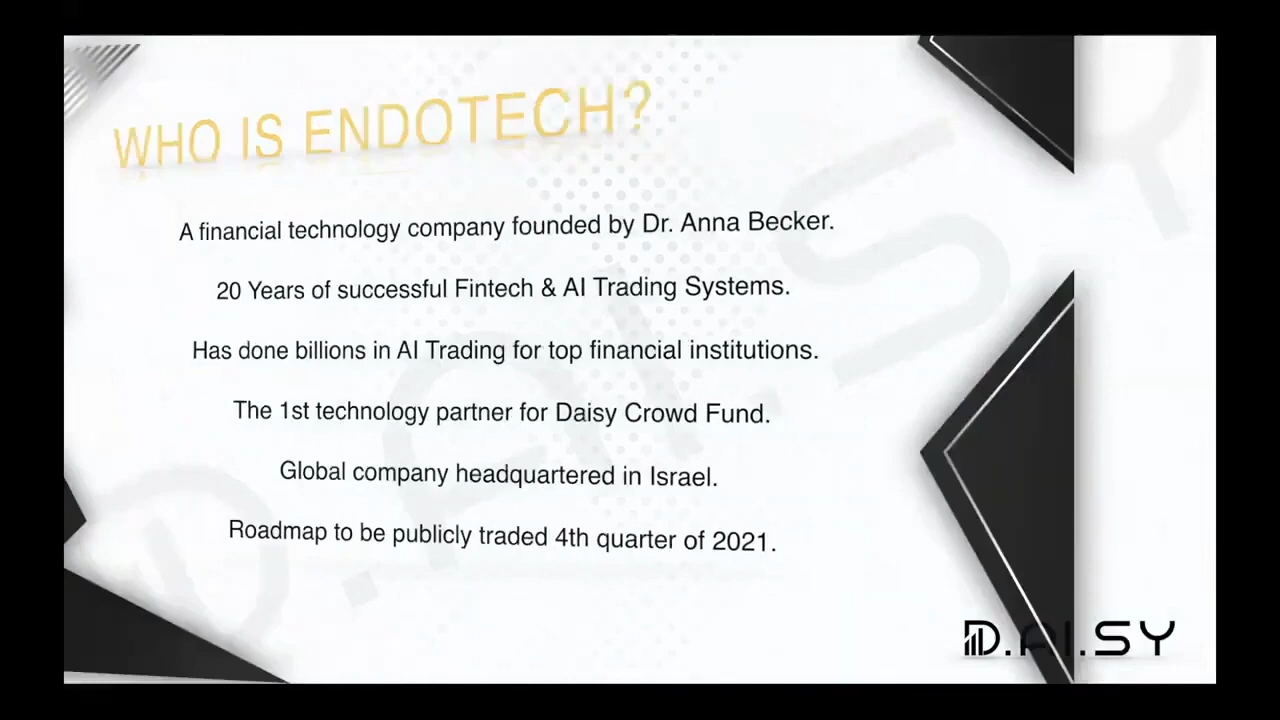 WHO IS ENDOTECH?
A financial technology company founded by Dr. Anna Becker.
20 Years of successful Fintech & AI Trading Systems.
Has done billions in AI Trading for top financial institutions.
The 1st technology partner for Daisy Crowd Fund.
Global company headquartered in Israel.
Roadmap to be publicly traded 4th quarter of 2021.
D.AI.SY